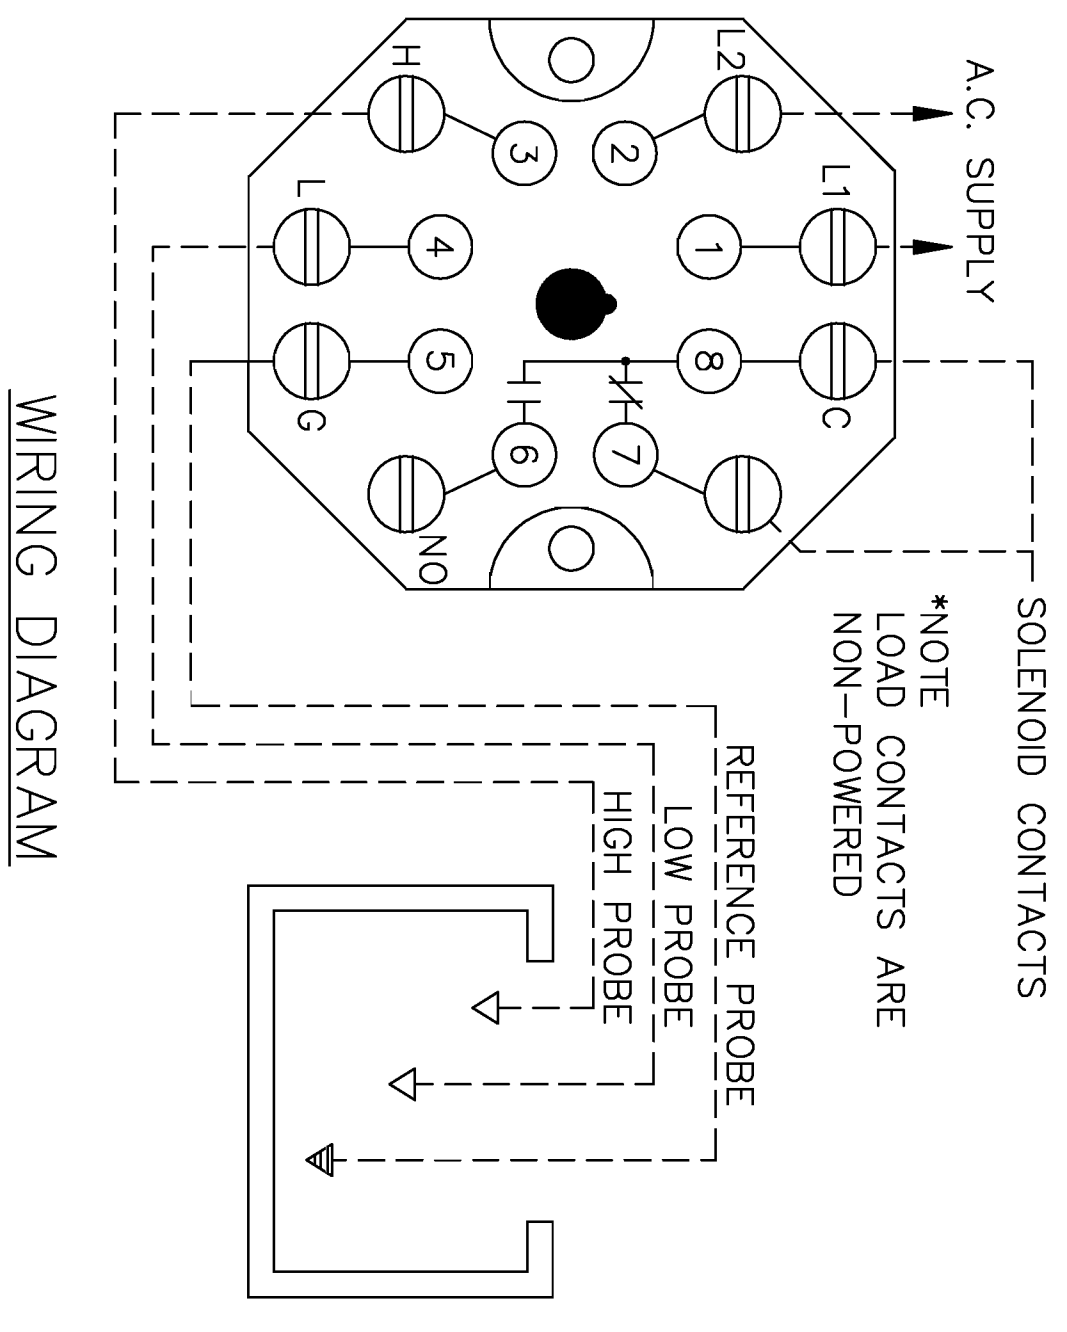 A.C. SUPPLY
L2
L1
H
L
C
G
NO
3
2
4
1
5
8
6
7
SOLENOID CONTACTS
*NOTE
LOAD CONTACTS ARE
NON-POWERED
REFERENCE PROBE
LOW PROBE
HIGH PROBE
WIRING DIAGRAM